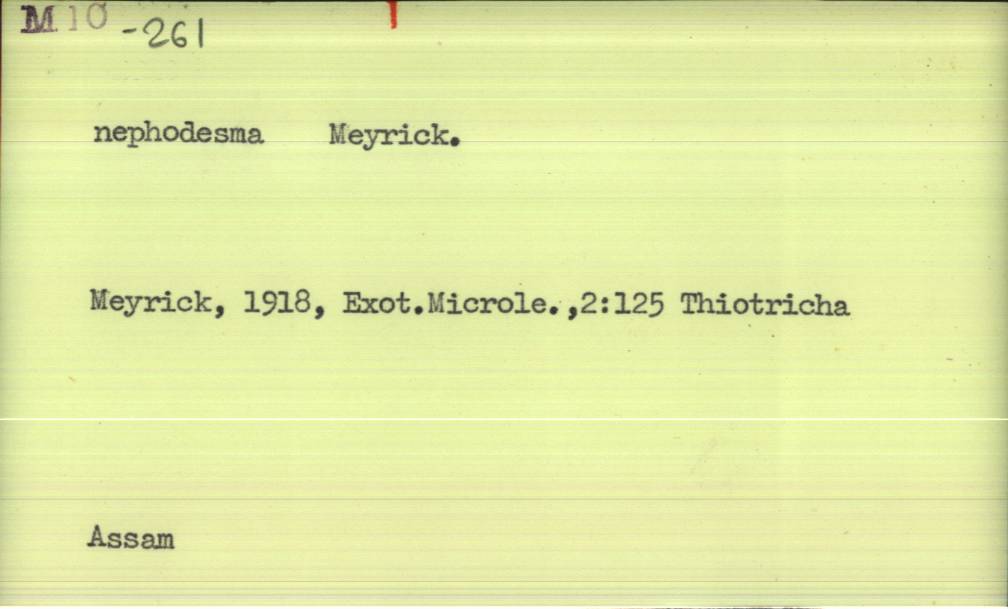 M10 -261
nephodesma Meyrick.
Meyrick, 1918, Exot.Microle.,2:125 Thiotricha
Assam